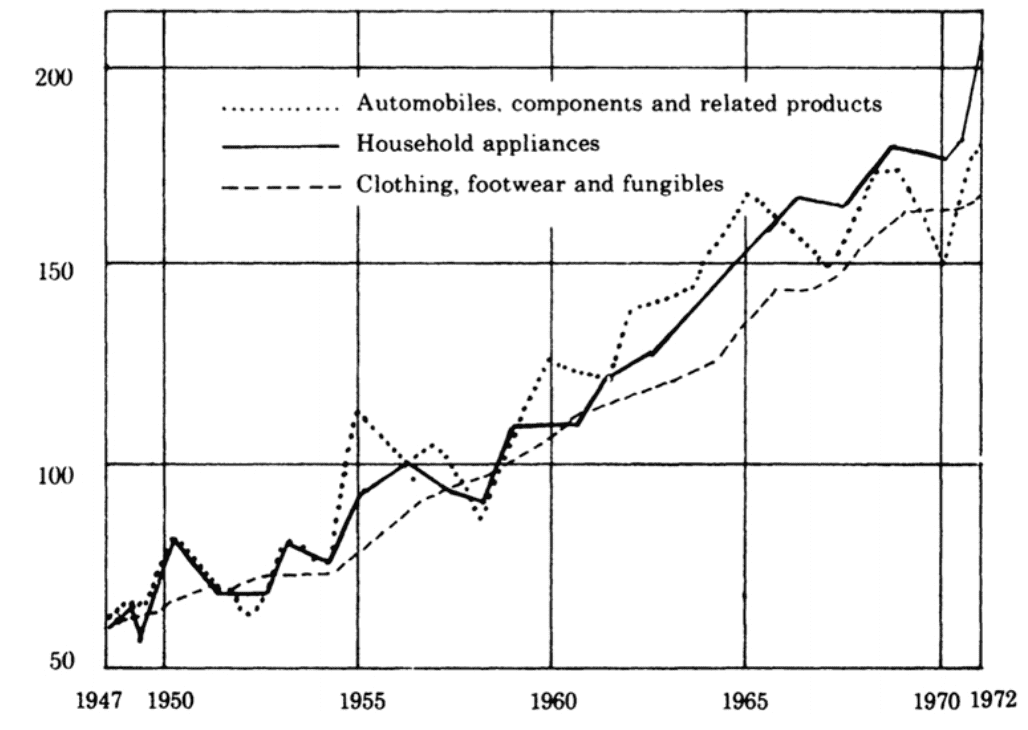 200
Automobiles, components and related products
Household appliances
Clothing, footwear and fungibles
150
100
50
1947 1950 1955 1960 1965 1970 1972